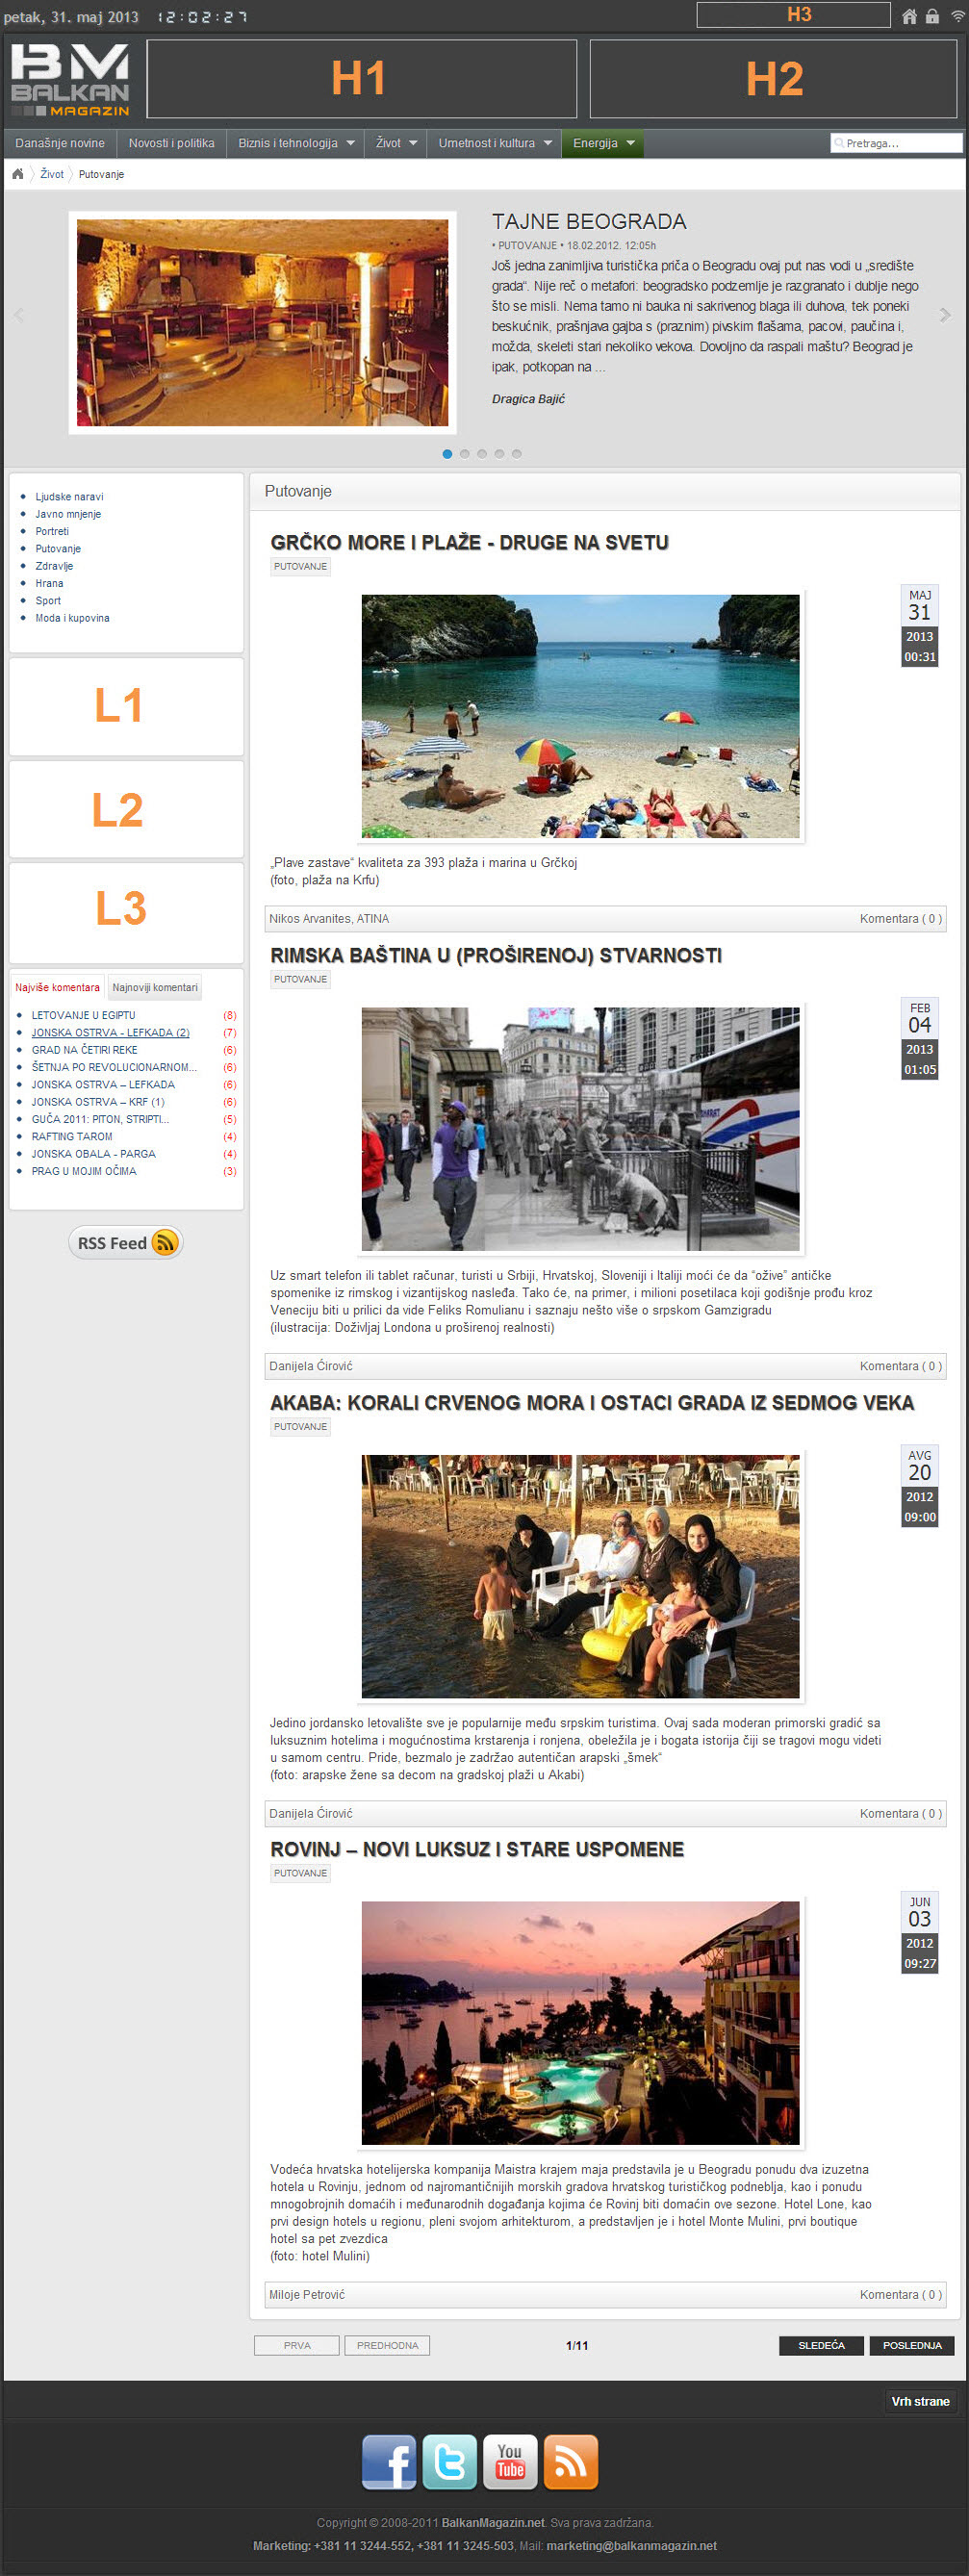 petak, 31. maj 2013 12:02:27
H3
BM
BALKAN
MAGAZIN
H1
H2
Današnje novine
Novosti i politika
Biznis i tehnologija
Život
Umetnost i kultura
Energija
Pretraga...
Život
Putovanje
TAJNE BEOGRADA
• PUTOVANJE • 18.02.2012. 12:05h
Još jedna zanimljiva turistička priča o Beogradu ovaj put nas vodi u „središte
grada“. Nije reč o metafori: beogradsko podzemlje je razgranato i dublje nego
što se misli. Nema tamo ni bauka ni sakrivenog blaga ili duhova, tek poneki
beskućnik, prašnjava gajba s (praznim) pivskim flašama, pacovi, paučina i,
možda, skeleti stari nekoliko vekova. Dovoljno da raspali maštu? Beograd je
ipak, potkopan na ...
Dragica Bajić
Ljudske naravi
Javno mnjenje
Portreti
Putovanje
Zdravlje
Hrana
Sport
Moda i kupovina
L1
L2
L3
Najviše komentara
Najnoviji komentari
LETOVANJE U EGIPTU (8)
JONSKA OSTRVA - LEFKADA (2) (7)
GRAD NA ČETIRI REKE (6)
ŠETNJA PO REVOLUCIONARNOM... (6)
JONSKA OSTRVA – LEFKADA (6)
JONSKA OSTRVA – KRF (1) (6)
GUČA 2011: PITON, STRIPTI... (5)
RAFTING TAROM (4)
JONSKA OBALA - PARGA (4)
PRAG U MOJIM OČIMA (3)
RSS Feed
Putovanje
GRČKO MORE I PLAŽE - DRUGE NA SVETU
PUTOVANJE
MAJ
31
2013
00:31
„Plave zastave“ kvaliteta za 393 plaža i marina u Grčkoj
(foto, plaža na Krfu)
Nikos Arvanites, ATINA
Komentara ( 0 )
RIMSKA BAŠTINA U (PROŠIRENOJ) STVARNOSTI
PUTOVANJE
FEB
04
2013
01:05
Uz smart telefon ili tablet računar, turisti u Srbiji, Hrvatskoj, Sloveniji i Italiji moći će da “ožive” antičke
spomenike iz rimskog i vizantijskog nasleđa. Tako će, na primer, i milioni posetilaca koji godišnje prođu kroz
Veneciju biti u prilici da vide Feliks Romulianu i saznaju nešto više o srpskom Gamzigradu
(ilustracija: Doživljaj Londona u proširenoj realnosti)
Danijela Ćirović
Komentara ( 0 )
AKABA: KORALI CRVENOG MORA I OSTACI GRADA IZ SEDMOG VEKA
PUTOVANJE
AVG
20
2012
09:00
Jedino jordansko letovalište sve je popularnije među srpskim turistima. Ovaj sada moderan primorski gradić sa
luksuznim hotelima i mogućnostima krstarenja i ronjena, obeležila je i bogata istorija čiji se tragovi mogu videti
u samom centru. Pride, bezmalo je zadržao autentičan arapski „šmek“
(foto: arapske žene sa decom na gradskoj plaži u Akabi)
Danijela Ćirović
Komentara ( 0 )
ROVINJ – NOVI LUKSUZ I STARE USPOMENE
PUTOVANJE
JUN
03
2012
09:27
Vodeća hrvatska hotelijerska kompanija Maistra krajem maja predstavila je u Beogradu ponudu dva izuzetna
hotela u Rovinju, jednom od najromantičnijih morskih gradova hrvatskog turističkog podneblja, kao i ponudu
mnogobrojnih domaćih i međunarodnih događanja kojima će Rovinj biti domaćin ove sezone. Hotel Lone, kao
prvi design hotels u regionu, pleni svojom arhitekturom, a predstavljen je i hotel Monte Mulini, prvi boutique
hotel sa pet zvezdica
(foto: hotel Mulini)
Miloje Petrović
Komentara ( 0 )
PRVA
PREDHODNA
1/11
SLEDEĆA
POSLEDNJA
Vrh strane
You
Tube
Copyright © 2008-2011 BalkanMagazin.net. Sva prava zadržana.
Marketing: +381 11 3244-552, +381 11 3245-503, Mail: marketing@balkanmagazin.net